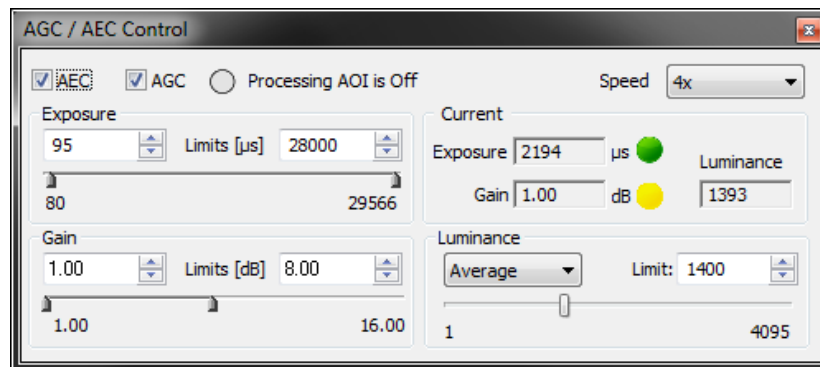 AGC / AEC Control
AEC AGC Processing AOI is Off Speed 4x
Exposure
95 Limits [µs] 28000
80 29566
Current
Exposure 2194 µs
Gain 1.00 dB
Luminance
1393
Gain
1.00 Limits [dB] 8.00
1.00 16.00
Luminance
Average Limit: 1400
1 4095